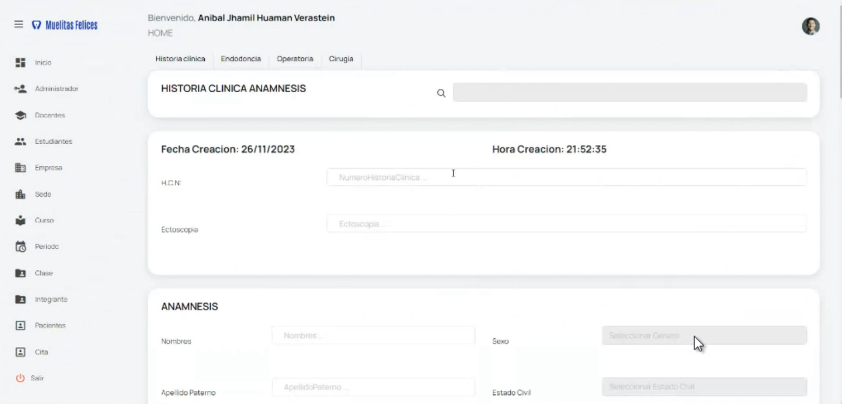 Muelitas Felices
Bienvenido, Anibal Jhamil Huaman Verastein
HOME
Inicio
Administrador
Docentes
Estudiantes
Empresa
Sede
Curso
Periodo
Clase
Integrante
Pacientes
Cita
Salir
Historia clínica Endodoncia Operatoria Cirugia
HISTORIA CLINICA ANAMNESIS
Fecha Creacion: 26/11/2023 Hora Creacion: 21:52:35
H.C.N° NumeroHistoriaClinica ...
Ectoscopia Ectoscopia ...
ANAMNESIS
Nombres Nombres... Sexo Seleccionar Genero
Apellido Paterno ApellidoPaterno ... Estado Civil Seleccionar Estado Civil